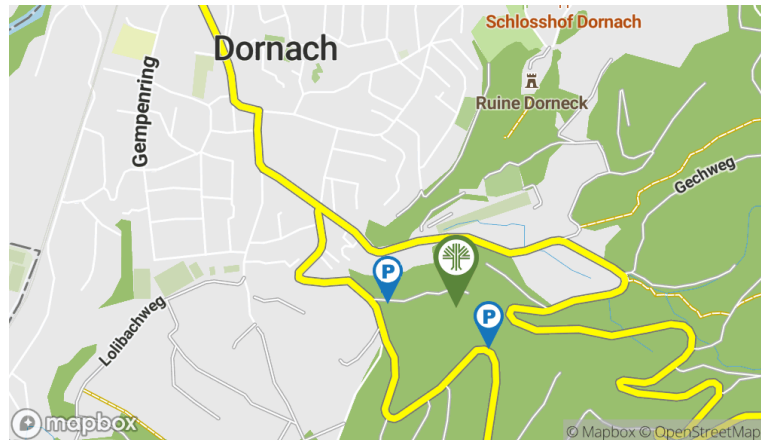 Schlosshof Dornach
Dornach
Gempenring
Ruine Dorneck
Gechweg
P
P
Lolibachweg
mapbox
© Mapbox © OpenStreetMap